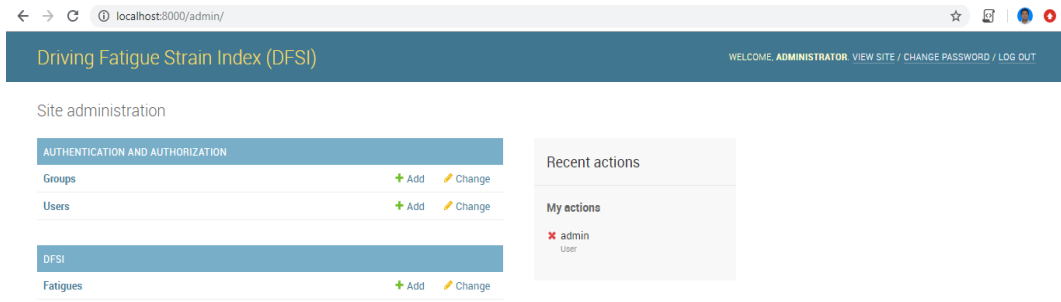 localhost:8000/admin/
Driving Fatigue Strain Index (DFSI)
WELCOME, ADMINISTRATOR. VIEW SITE / CHANGE PASSWORD / LOG OUT
Site administration
AUTHENTICATION AND AUTHORIZATION
Groups Add Change
Users Add Change
DFSI
Fatigues Add Change
Recent actions
My actions
admin
User